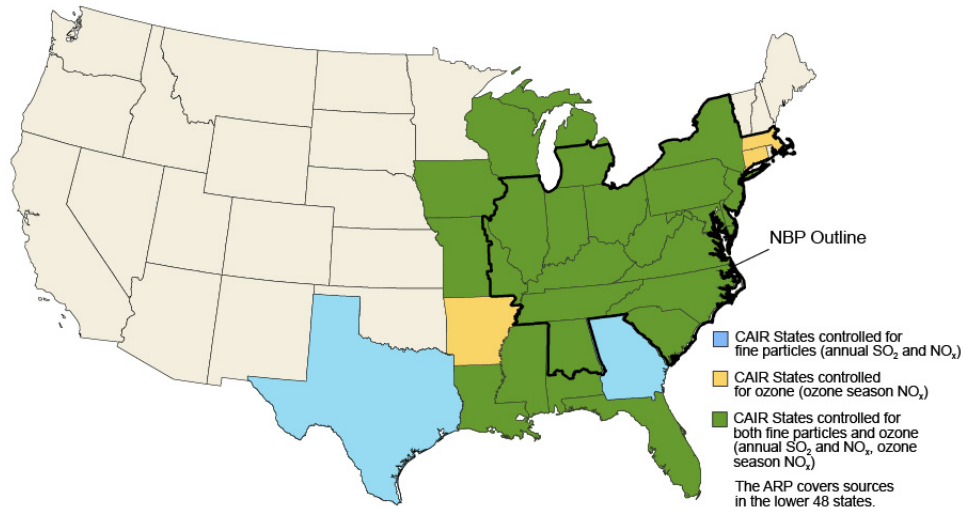 NBP Outline
CAIR States controlled for
fine particles (annual SO₂ and NOₓ)
CAIR States controlled
for ozone (ozone season NOₓ)
CAIR States controlled for
both fine particles and ozone
(annual SO₂ and NOₓ, ozone
season NOₓ)
The ARP covers sources
in the lower 48 states.